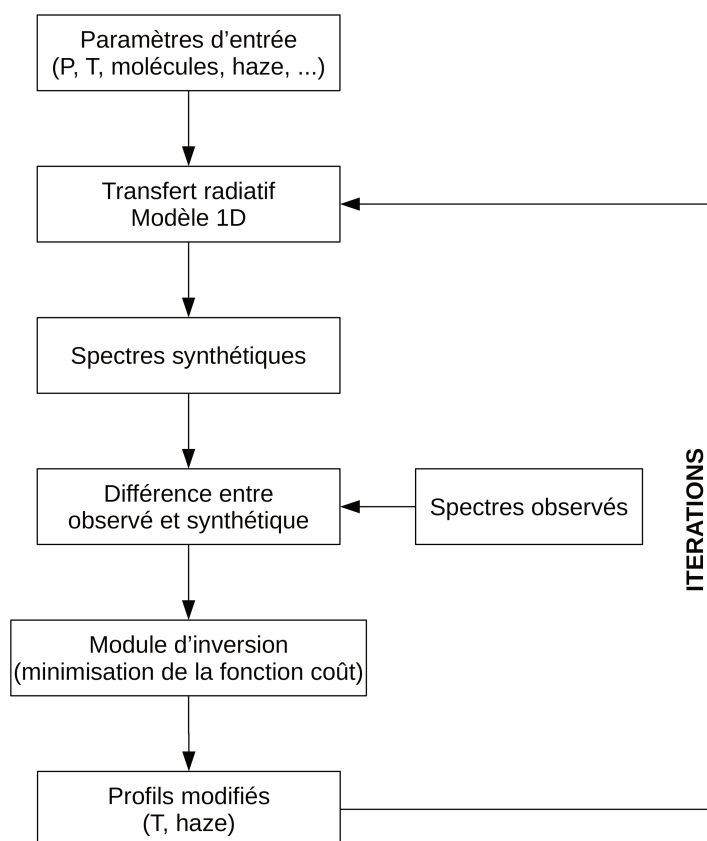 Paramètres d'entrée
(P, T, molécules, haze, ...)
Transfert radiatif
Modèle 1D
Spectres synthétiques
Différence entre
observé et synthétique
Spectres observés
ITERATIONS
Module d'inversion
(minimisation de la fonction coût)
Profils modifiés
(T, haze)